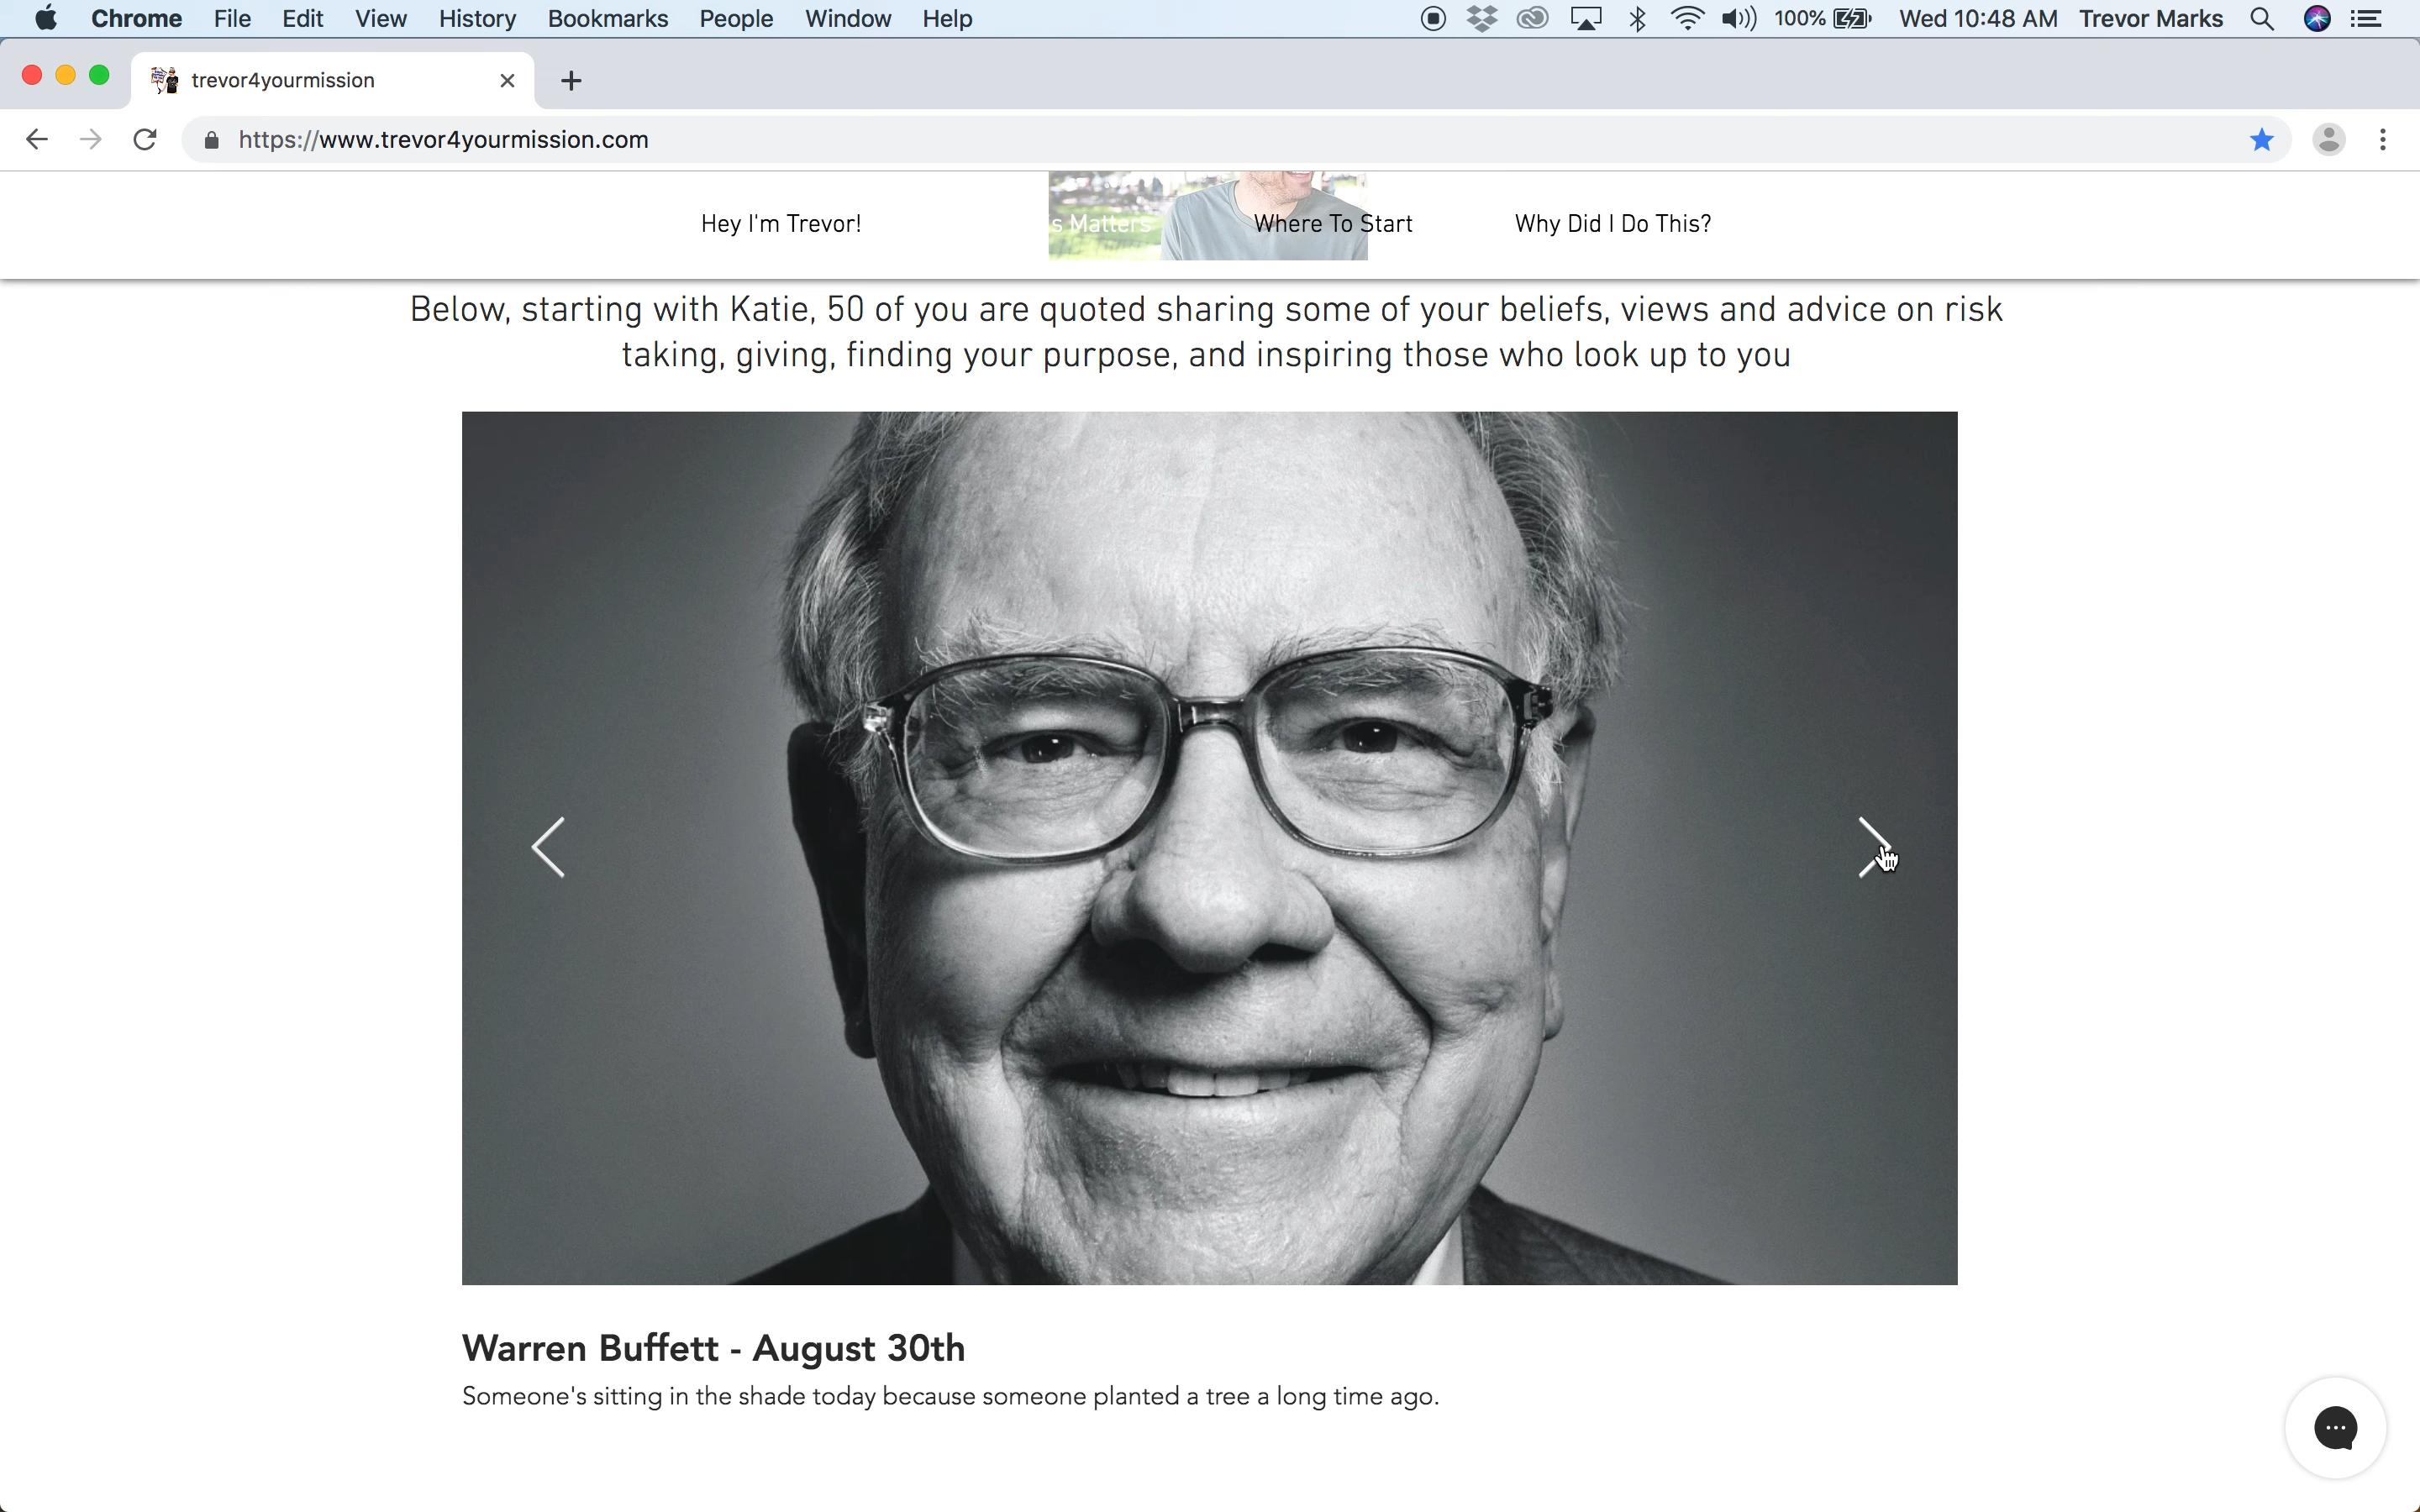 Chrome File Edit View History Bookmarks People Window Help 100% Wed 10:48 AM Trevor Marks
trevor4yourmission
https://www.trevor4yourmission.com
Hey I'm Trevor! s Matters Where To Start Why Did I Do This?
Below, starting with Katie, 50 of you are quoted sharing some of your beliefs, views and advice on risk
taking, giving, finding your purpose, and inspiring those who look up to you
Warren Buffett - August 30th
Someone's sitting in the shade today because someone planted a tree a long time ago.